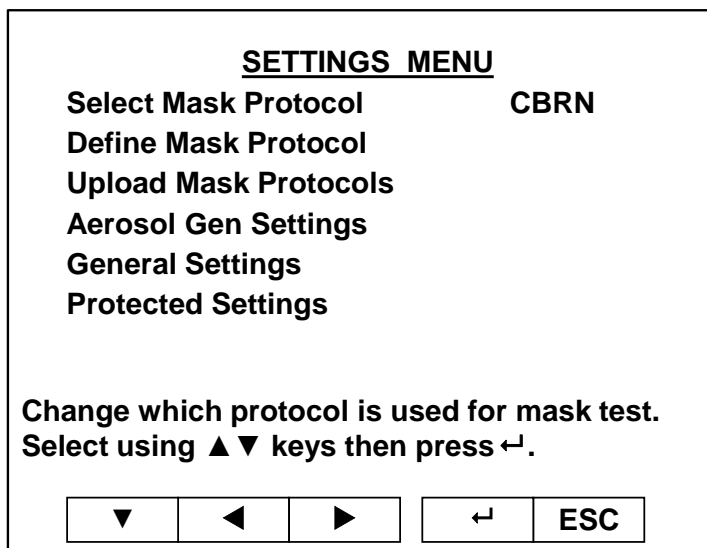 SETTINGS MENU
Select Mask Protocol CBRN
Define Mask Protocol
Upload Mask Protocols
Aerosol Gen Settings
General Settings
Protected Settings
Change which protocol is used for mask test.
Select using ▲▼ keys then press ↵.
▼ ◀ ▶ ↵ ESC